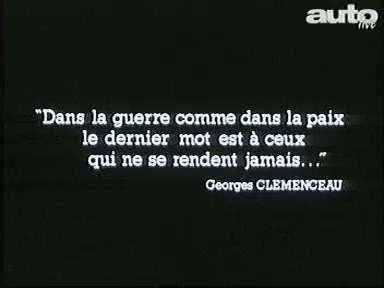 auto
live
"Dans la guerre comme dans la paix
le dernier mot est à ceux
qui ne se rendent jamais..."
Georges CLEMENCEAU